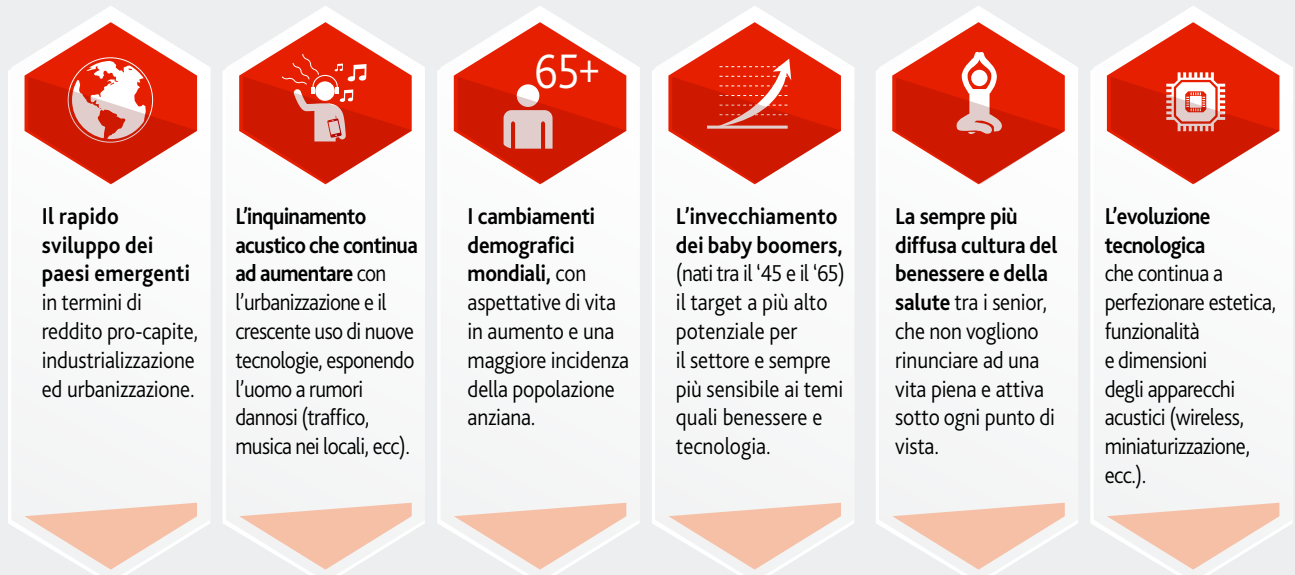 65+
Il rapido
sviluppo dei
paesi emergenti
in termini di
reddito pro-capite,
industrializzazione
ed urbanizzazione.
L'inquinamento
acustico che continua
ad aumentare con
l'urbanizzazione e il
crescente uso di nuove
tecnologie, esponendo
l'uomo a rumori
dannosi (traffico,
musica nei locali, ecc).
I cambiamenti
demografici
mondiali, con
aspettative di vita
in aumento e una
maggiore incidenza
della popolazione
anziana.
L'invecchiamento
dei baby boomers,
(nati tra il '45 e il '65)
il target a più alto
potenziale per
il settore e sempre
più sensibile ai temi
quali benessere e
tecnologia.
La sempre più
diffusa cultura del
benessere e della
salute tra i senior,
che non vogliono
rinunciare ad una
vita piena e attiva
sotto ogni punto di
vista.
L'evoluzione
tecnologica
che continua a
perfezionare estetica,
funzionalità
e dimensioni
degli apparecchi
acustici (wireless,
miniaturizzazione,
ecc.).